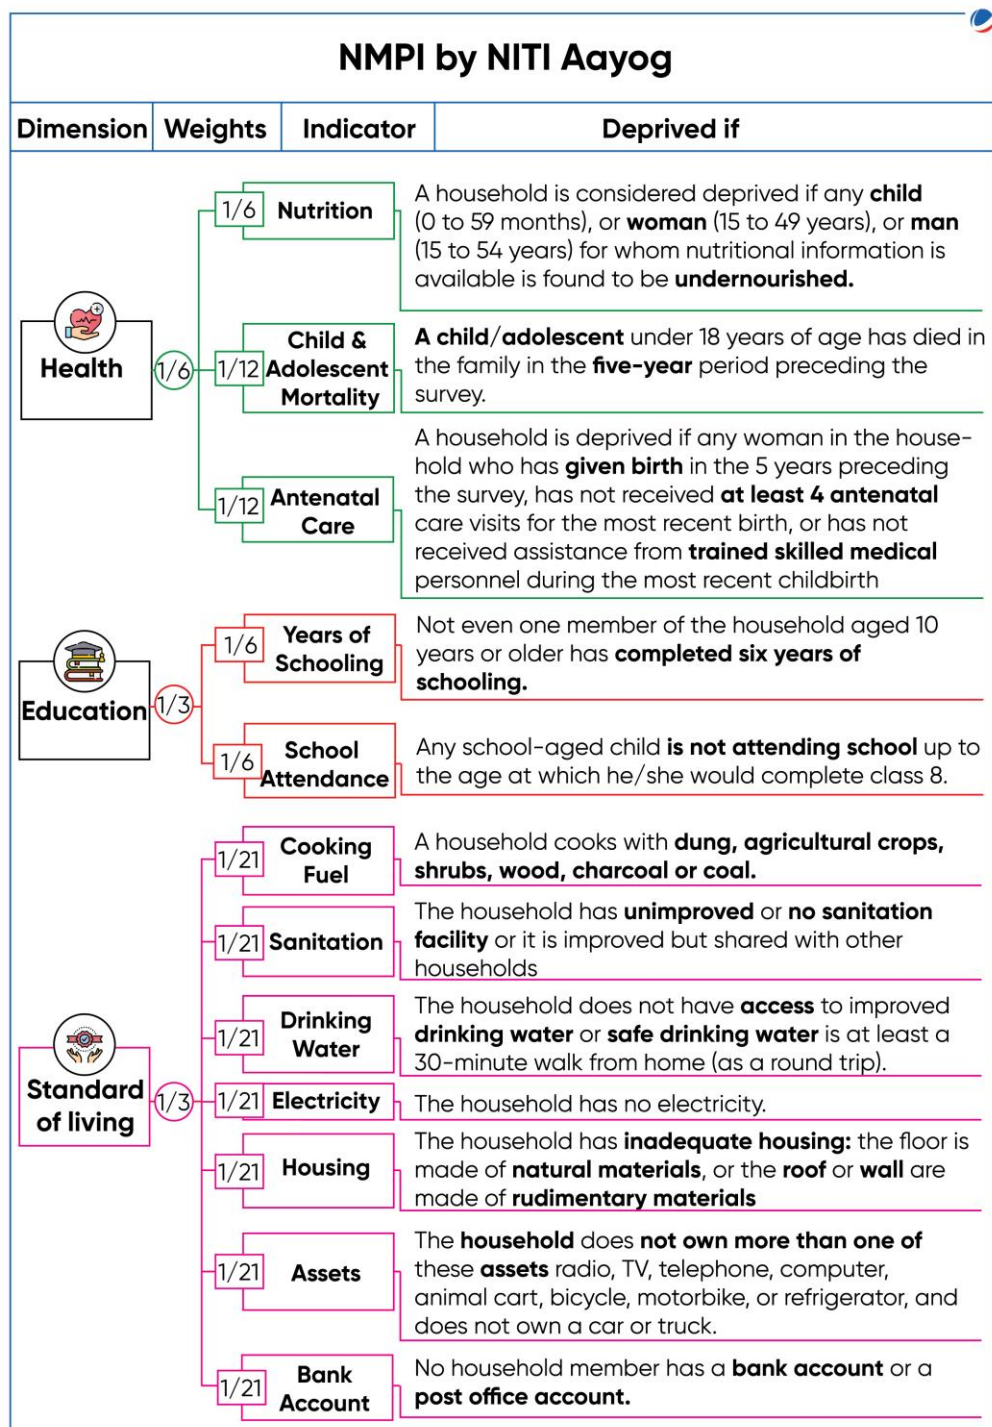 NMPI by NITI Aayog
Dimension Weights Indicator Deprived if
Health
1/6
1/6
Nutrition
A household is considered deprived if any child
(0 to 59 months), or woman (15 to 49 years), or man
(15 to 54 years) for whom nutritional information is
available is found to be undernourished.
1/12
Child &
Adolescent
Mortality
A child/adolescent under 18 years of age has died in
the family in the five-year period preceding the
survey.
1/12
Antenatal
Care
A household is deprived if any woman in the house-
hold who has given birth in the 5 years preceding
the survey, has not received at least 4 antenatal
care visits for the most recent birth, or has not
received assistance from trained skilled medical
personnel during the most recent childbirth
Education
1/3
1/6
Years of
Schooling
Not even one member of the household aged 10
years or older has completed six years of
schooling.
1/6
School
Attendance
Any school-aged child is not attending school up to
the age at which he/she would complete class 8.
Standard
of living
1/3
1/21
Cooking
Fuel
A household cooks with dung, agricultural crops,
shrubs, wood, charcoal or coal.
1/21
Sanitation
The household has unimproved or no sanitation
facility or it is improved but shared with other
households
1/21
Drinking
Water
The household does not have access to improved
drinking water or safe drinking water is at least a
30-minute walk from home (as a round trip).
1/21
Electricity
The household has no electricity.
1/21
Housing
The household has inadequate housing: the floor is
made of natural materials, or the roof or wall are
made of rudimentary materials
1/21
Assets
The household does not own more than one of
these assets radio, TV, telephone, computer,
animal cart, bicycle, motorbike, or refrigerator, and
does not own a car or truck.
1/21
Bank
Account
No household member has a bank account or a
post office account.